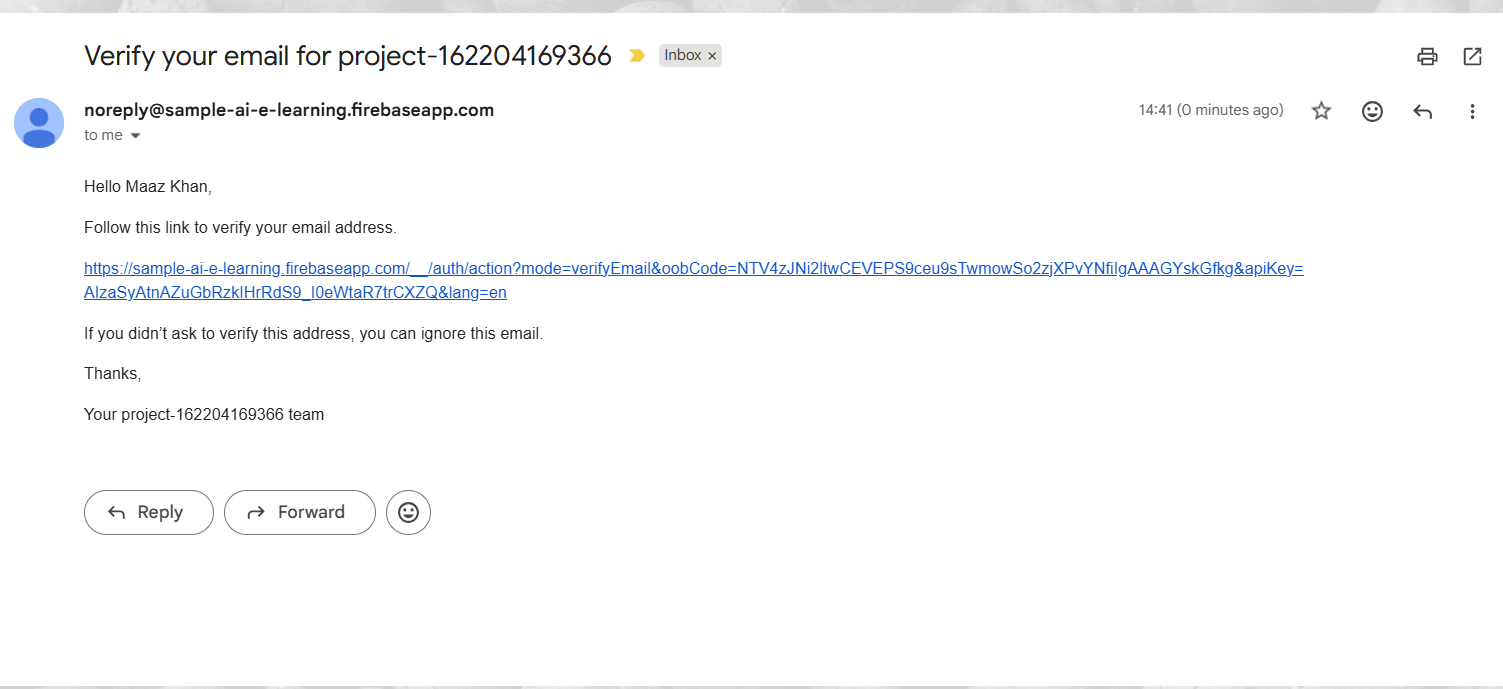 Verify your email for project-162204169366
Inbox ×
noreply@sample-ai-e-learning.firebaseapp.com
14:41 (0 minutes ago)
to me
Hello Maaz Khan,
Follow this link to verify your email address.
https://sample-ai-e-learning.firebaseapp.com/__/auth/action?mode=verifyEmail&oobCode=NTV4zJNi2ltwCEVEPS9ceu9sTwmowSo2zjXPvYNfilgAAAGYskGfkg&apiKey=
AIzaSyAtnAZuGbRzkIHrRdS9_l0eWtaR7trCXZQ&lang=en
If you didn’t ask to verify this address, you can ignore this email.
Thanks,
Your project-162204169366 team
Reply
Forward